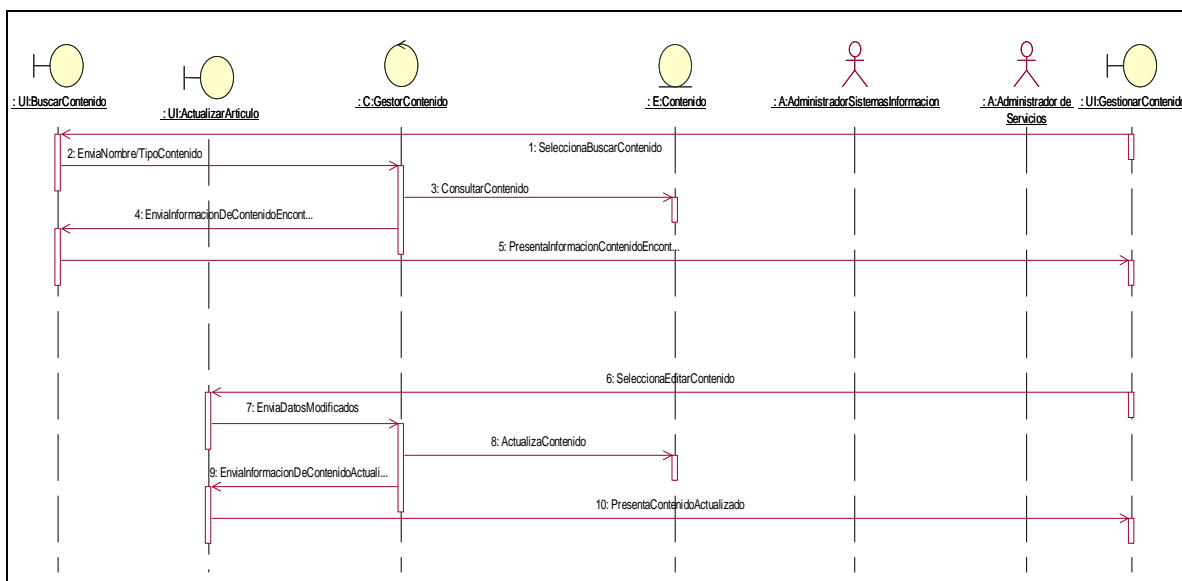 : UI:BuscarContenido
: UI:ActualizarArticulo
: C:GestorContenido
: E:Contenido
: A:AdministradorSistemasInformacion
: A:Administrador de
Servicios
: UI:GestionarContenido
1: SeleccionaBuscarContenido
2: EnviaNombre/TipoContenido
3: ConsultarContenido
4: EnviaInformacionDeContenidoEncont...
5: PresentaInformacionContenidoEncont...
6: SeleccionaEditarContenido
7: EnviaDatosModificados
8: ActualizaContenido
9: EnviaInformacionDeContenidoActuali...
10: PresentaContenidoActualizado